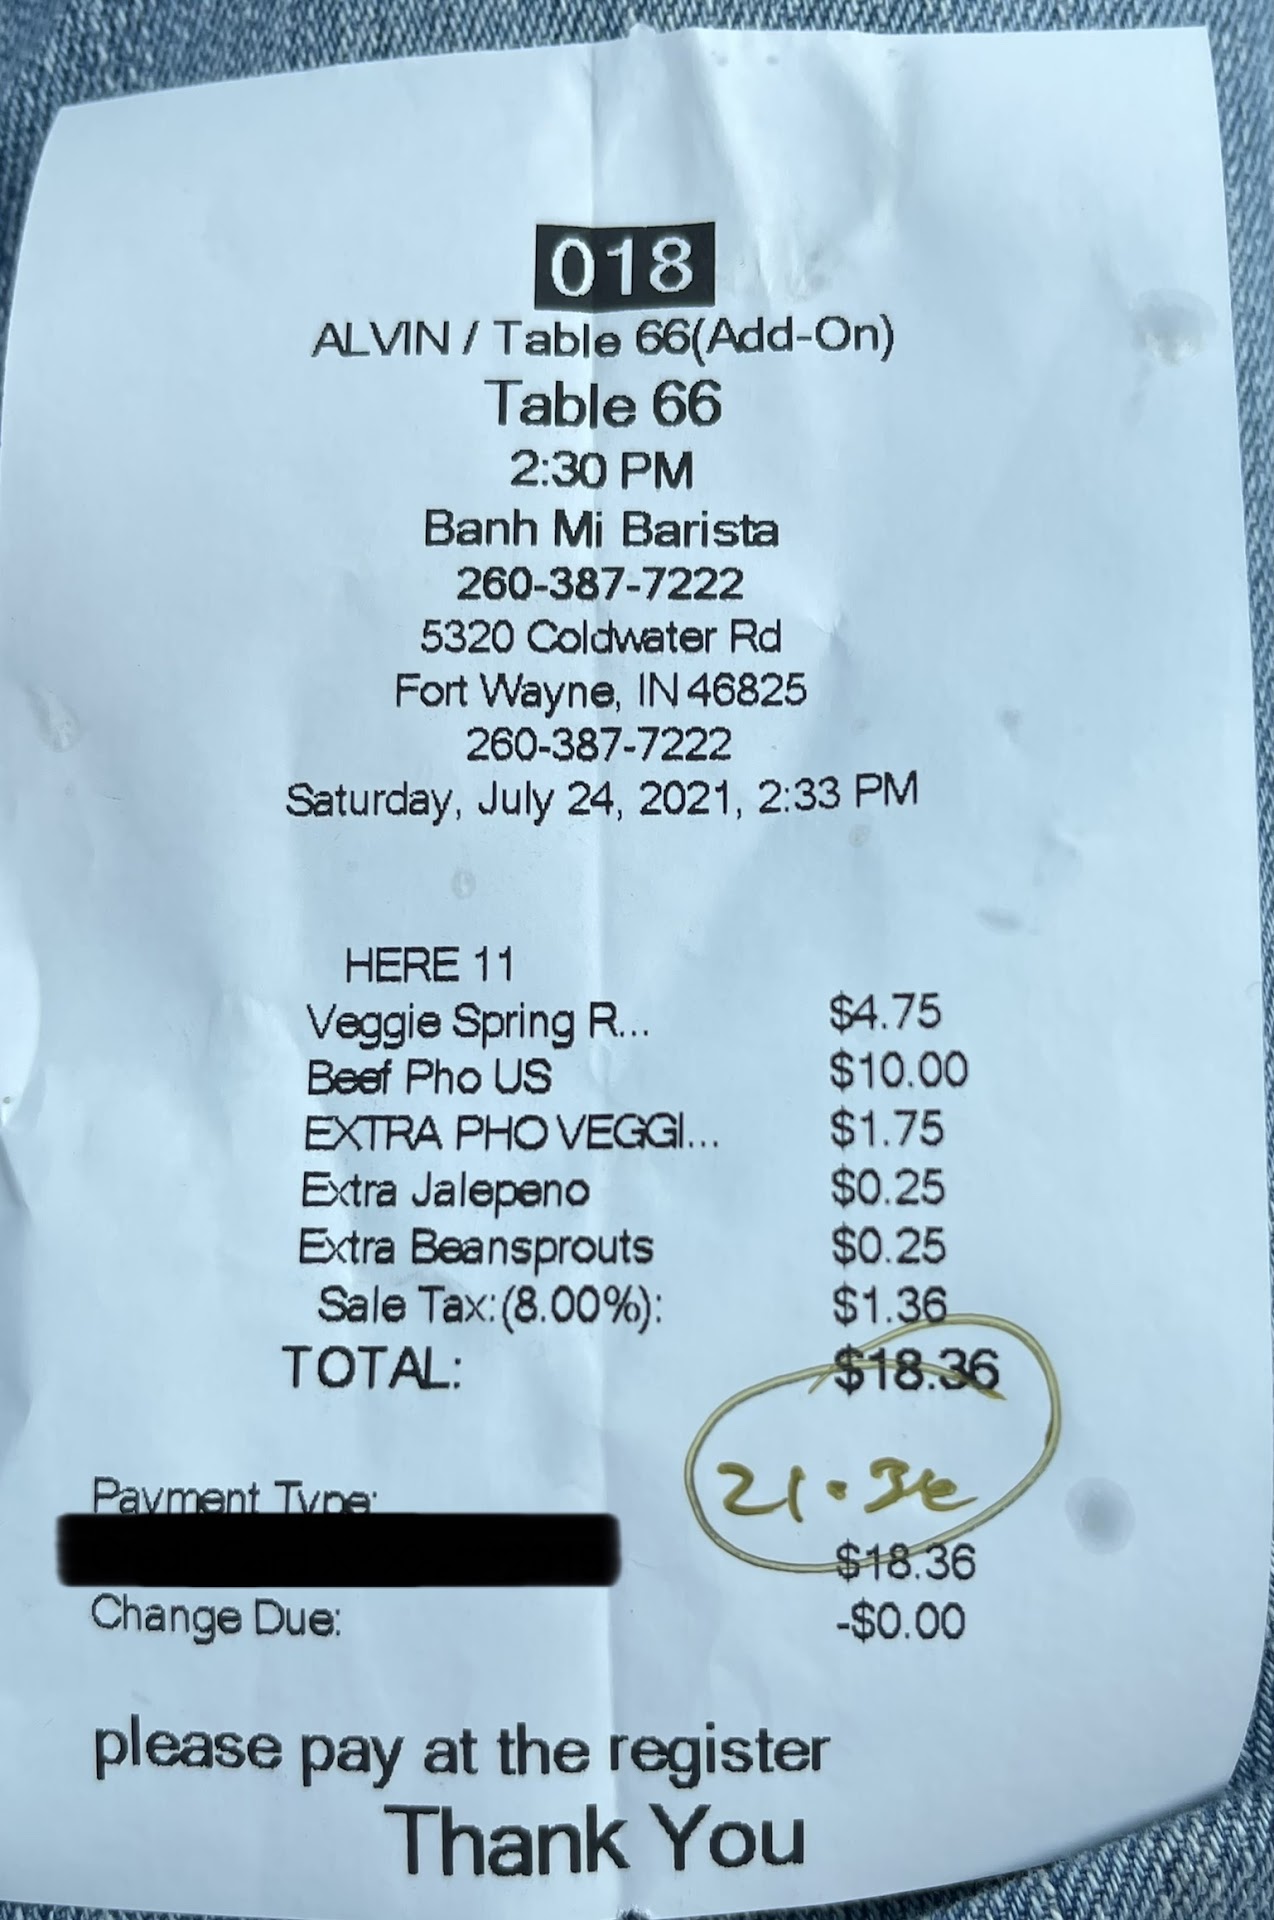 018
ALVIN / Table 66(Add-On)
Table 66
2:30 PM
Banh Mi Barista
260-387-7222
5320 Coldwater Rd
Fort Wayne, IN 46825
260-387-7222
Saturday, July 24, 2021, 2:33 PM
HERE 11
Veggie Spring R... $4.75
Beef Pho US $10.00
EXTRA PHO VEGGI... $1.75
Extra Jalepeno $0.25
Extra Beansprouts $0.25
Sale Tax:(8.00%): $1.36
TOTAL: $18.36
21.36
Payment Type:
$18.36
Change Due: -$0.00
please pay at the register
Thank You